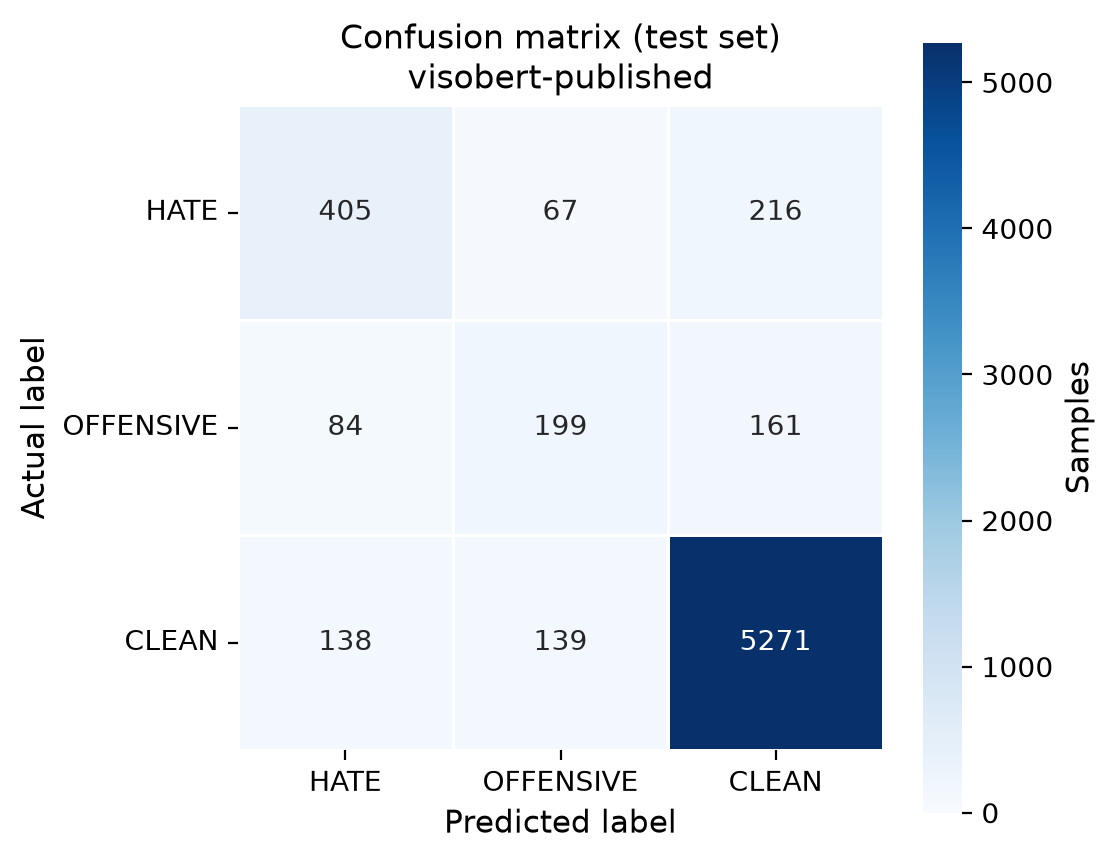 Confusion matrix (test set)
visobert-published
HATE
405
67
216
OFFENSIVE
84
199
161
CLEAN
138
139
5271
HATE
OFFENSIVE
CLEAN
Predicted label
Actual label
5000
4000
3000
2000
1000
0
Samples